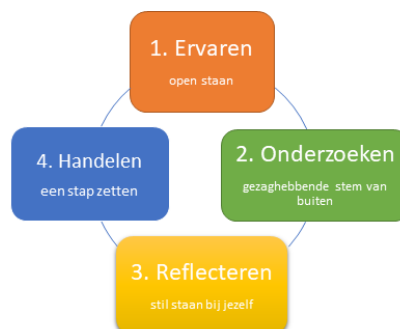 1. Ervaren
open staan
2. Onderzoeken
gezaghebbende stem van
buiten
3. Reflecteren
stil staan bij jezelf
4. Handelen
een stap zetten